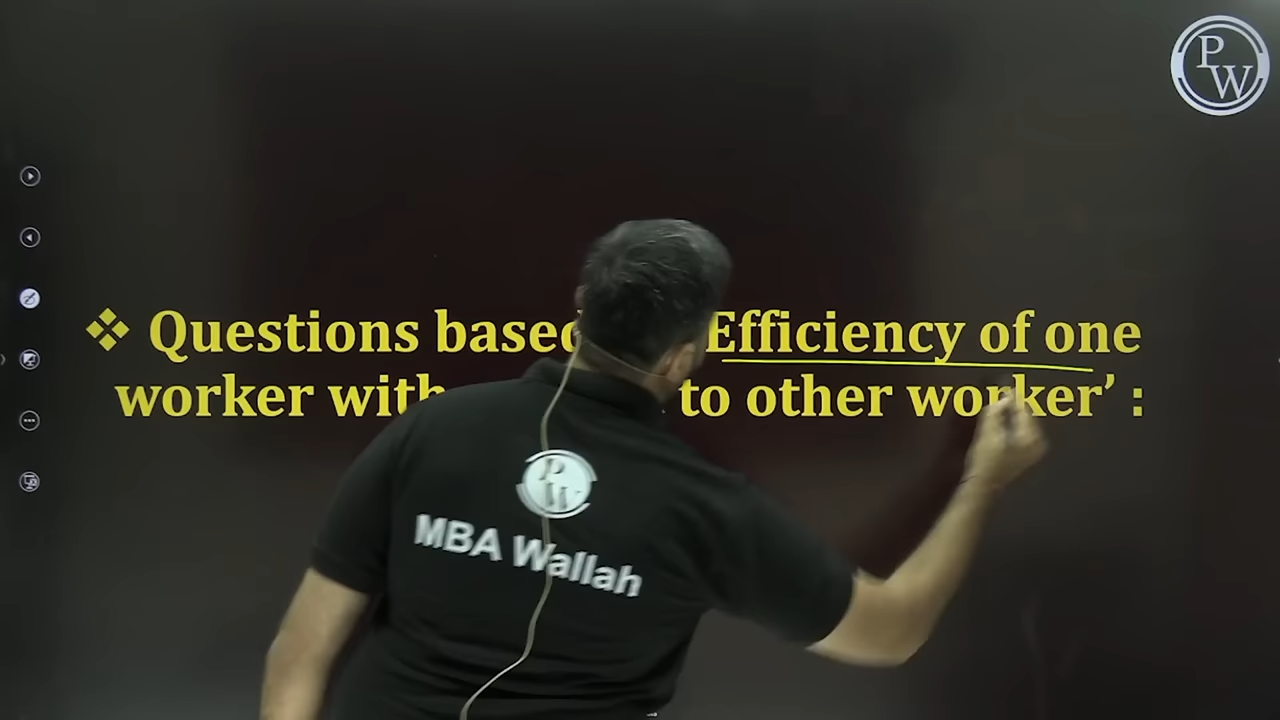 P
W
Questions based Efficiency of one
worker with to other worker’ :
P
W
MBA Wallah